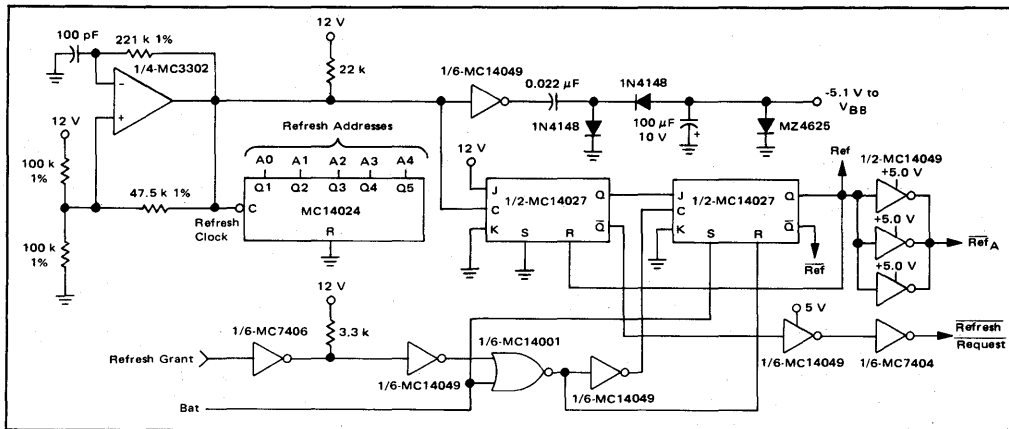 100 pF
221 k 1%
1/4-MC3302
12 V
22 k
1/6-MC14049
0.022 µF
1N4148
1N4148
100 µF
10 V
-5.1 V to
VBB
MZ4625
12 V
100 k
1%
47.5 k 1%
100 k
1%
Refresh Addresses
A0 A1 A2 A3 A4
Q1 Q2 Q3 Q4 Q5
C MC14024
R
Refresh
Clock
12 V
J Q
C 1/2-MC14027
Q
K S R
J Q
C 1/2-MC14027
Q
K S R
Ref
Ref
1/2-MC14049
+5.0 V
+5.0 V
+5.0 V
RefA
12 V
3.3 k
1/6-MC7406
Refresh Grant
1/6-MC14049
1/6-MC14001
1/6-MC14049
5 V
1/6-MC14049
1/6-MC7404
Refresh
Request
Bat